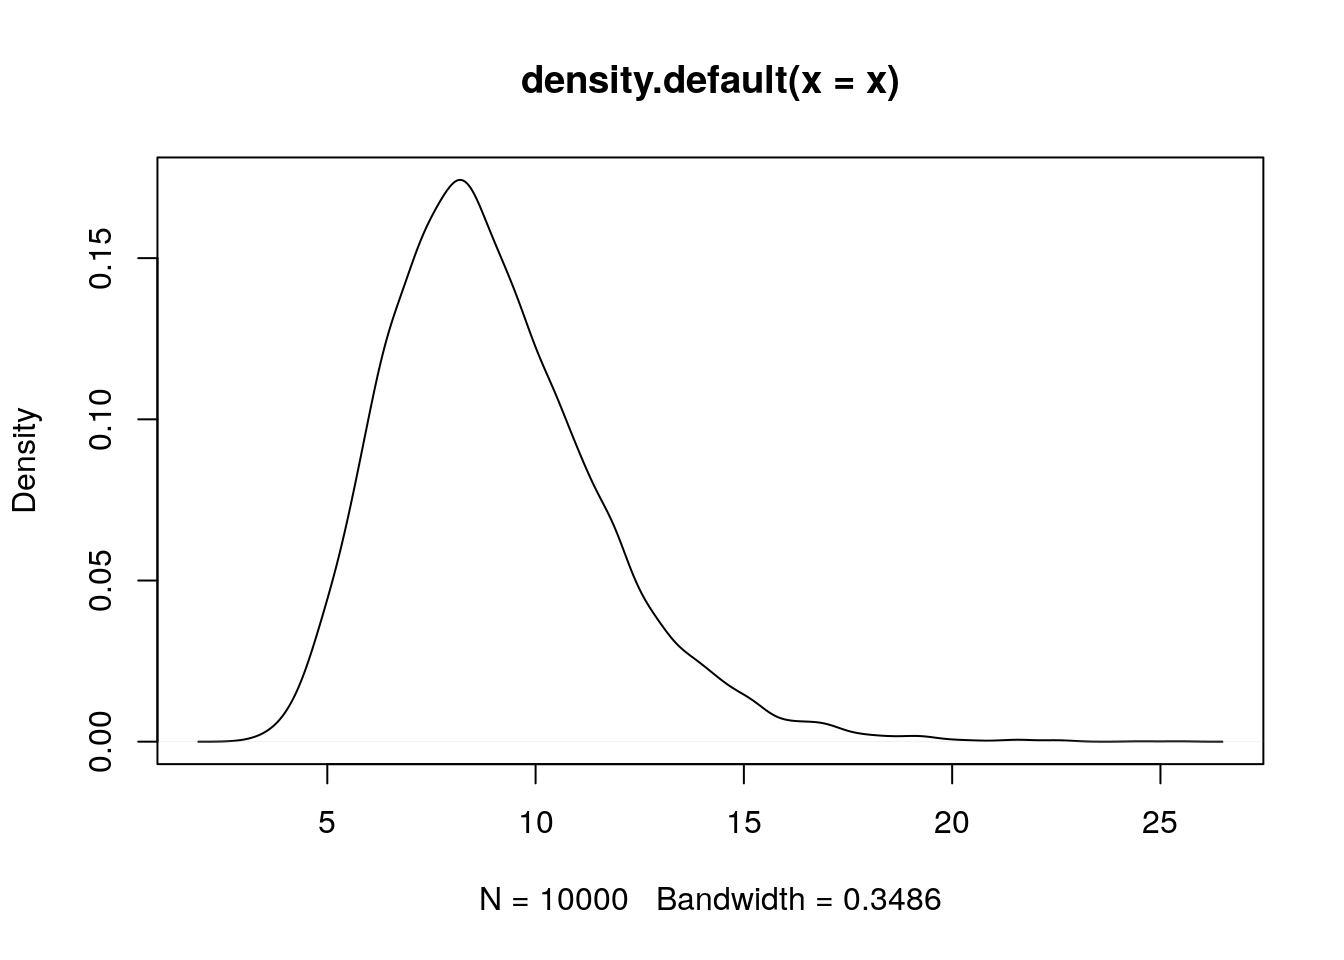 density.default(x = x)
Density
0.00 0.05 0.10 0.15
5 10 15 20 25
N = 10000 Bandwidth = 0.3486